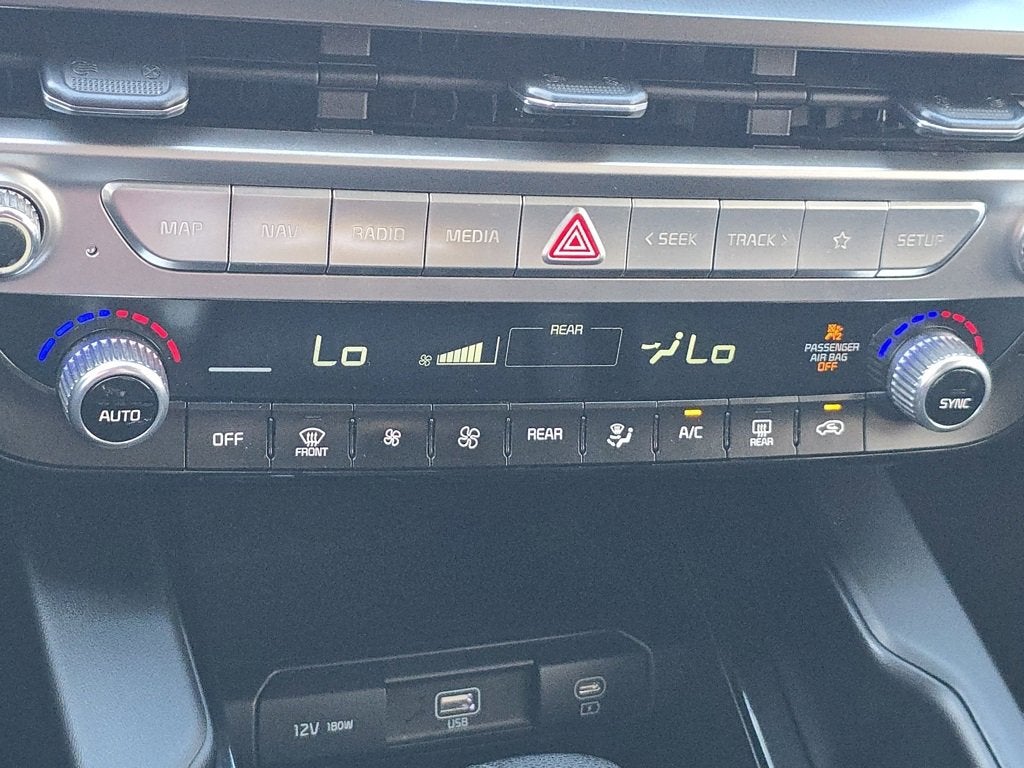 MAP NAV RADIO MEDIA < SEEK TRACK > SETUP
REAR
Lo Lo
PASSENGER
AIR BAG
OFF
AUTO SYNC
OFF FRONT REAR A/C REAR
12V 180W USB